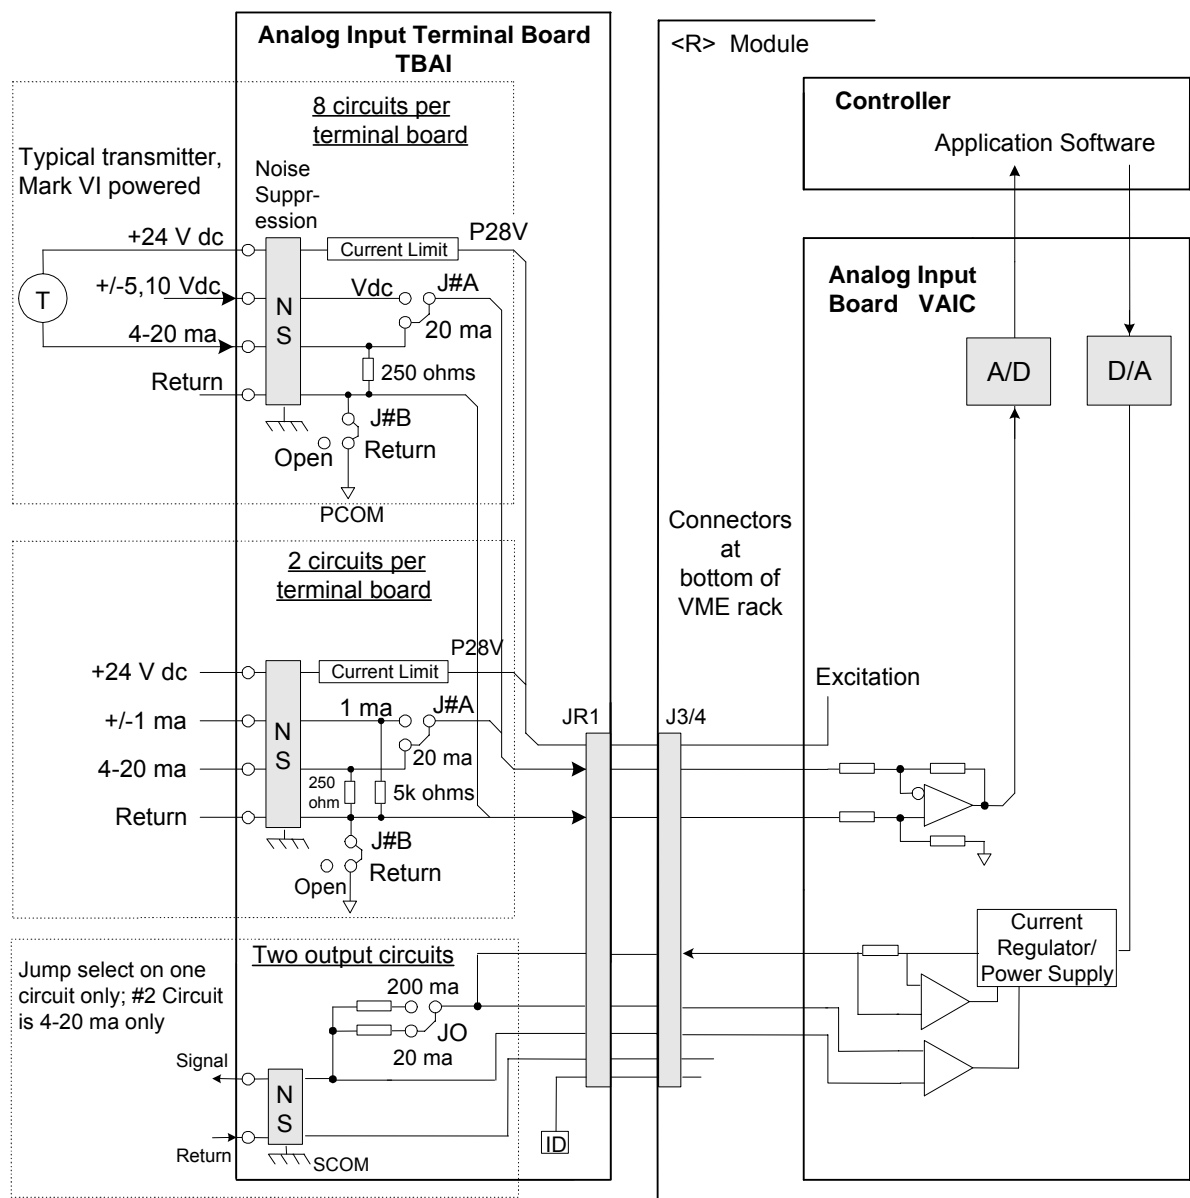 Analog Input Terminal Board
TBAI
<R>  Module
8 circuits per
terminal board
Typical transmitter,
Mark VI powered
Noise
Suppr-
ession
+24 V dc
Current Limit
P28V
+/-5,10 Vdc
Vdc
J#A
T
N
S
4-20 ma
20 ma
250 ohms
Return
J#B
Open
Return
PCOM
2 circuits per
terminal board
+24 V dc
Current Limit
P28V
+/-1 ma
1 ma
J#A
N
S
4-20 ma
20 ma
250
ohm
5k ohms
Return
J#B
Open
Return
Jump select on one
circuit only; #2 Circuit
is 4-20 ma only
Two output circuits
200 ma
JO
20 ma
Signal
N
S
Return
SCOM
ID
JR1
J3/4
Connectors
at
bottom of
VME rack
Controller
Application Software
Analog Input
Board   VAIC
A/D
D/A
Excitation
Current
Regulator/
Power Supply